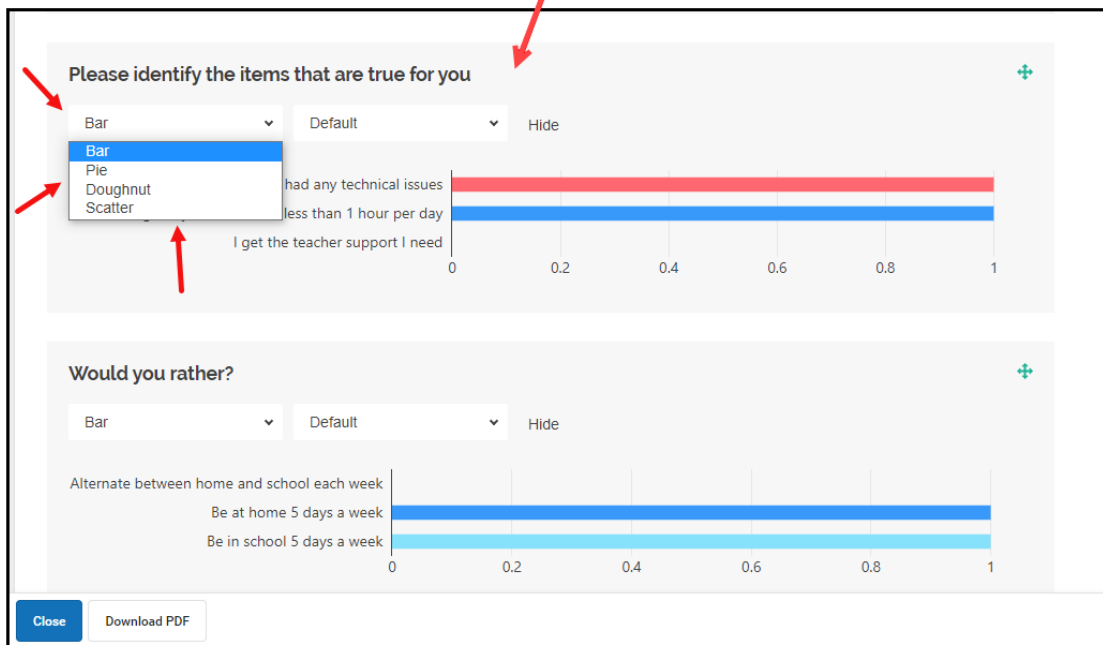 Please identify the items that are true for you
Bar Default Hide
Bar
Pie
Doughnut
Scatter
had any technical issues
less than 1 hour per day
I get the teacher support I need
0 0.2 0.4 0.6 0.8 1
Would you rather?
Bar Default Hide
Alternate between home and school each week
Be at home 5 days a week
Be in school 5 days a week
0 0.2 0.4 0.6 0.8 1
Close Download PDF